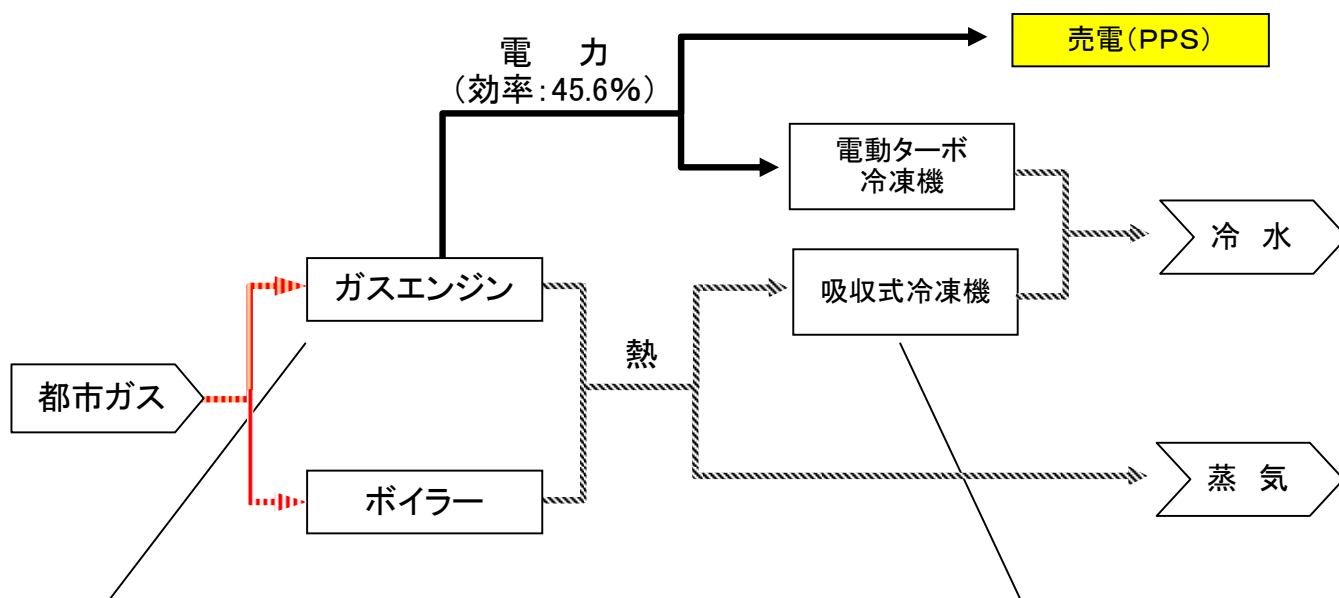 売電(PPS)
電 力
(効率:45.6%)
電動ターボ
冷凍機
冷 水
ガスエンジン
吸収式冷凍機
熱
都市ガス
ボイラー
蒸 気